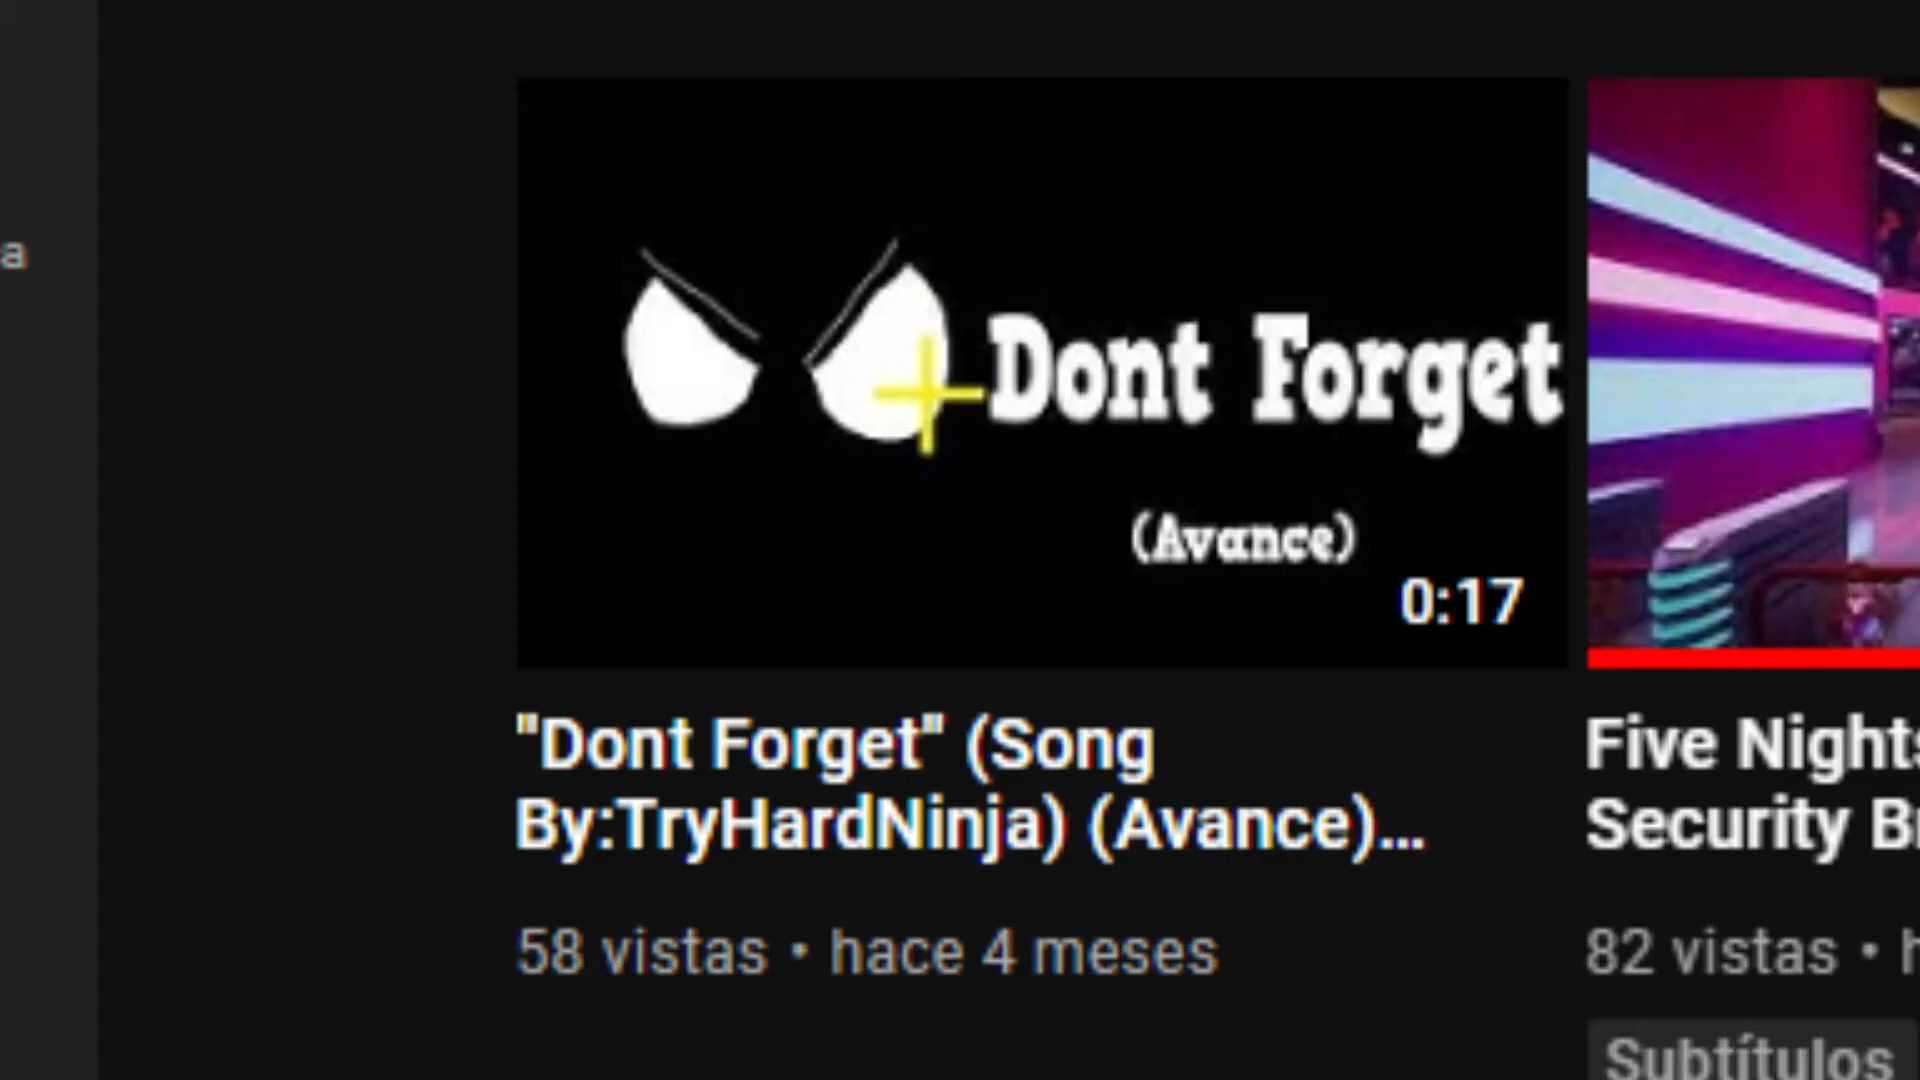 a
Dont Forget
(Avance)
0:17
"Dont Forget" (Song
By:TryHardNinja) (Avance)...
58 vistas • hace 4 meses
Five Nights
Security B
82 vistas • h
Subtítulos